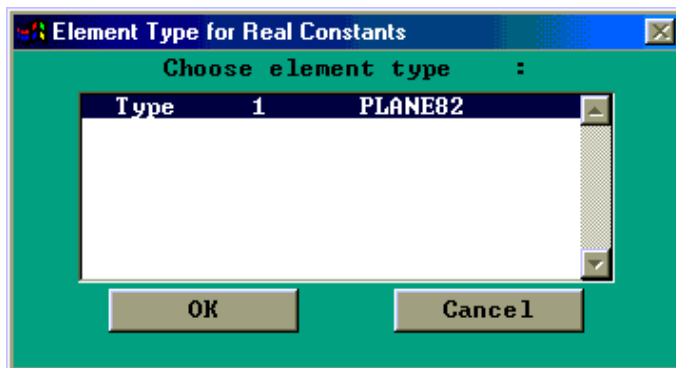 Element Type for Real Constants
Choose element type :
Type 1 PLANE82
OK Cancel